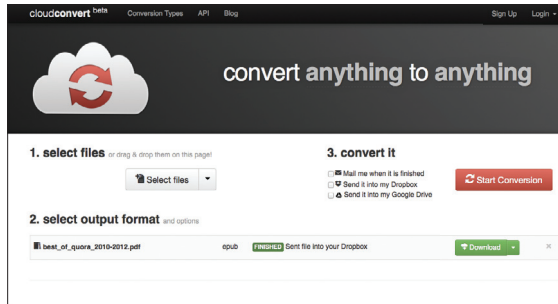 cloudconvert beta Conversion Types API Blog Sign Up Login
convert anything to anything
1. select files or drag & drop them on this page!
Select files
3. convert it
Mail me when it is finished
Send it into my Dropbox
Send it into my Google Drive
Start Conversion
2. select output format and options
best_of_quora_2010-2012.pdf epub FINISHED Sent file into your Dropbox Download